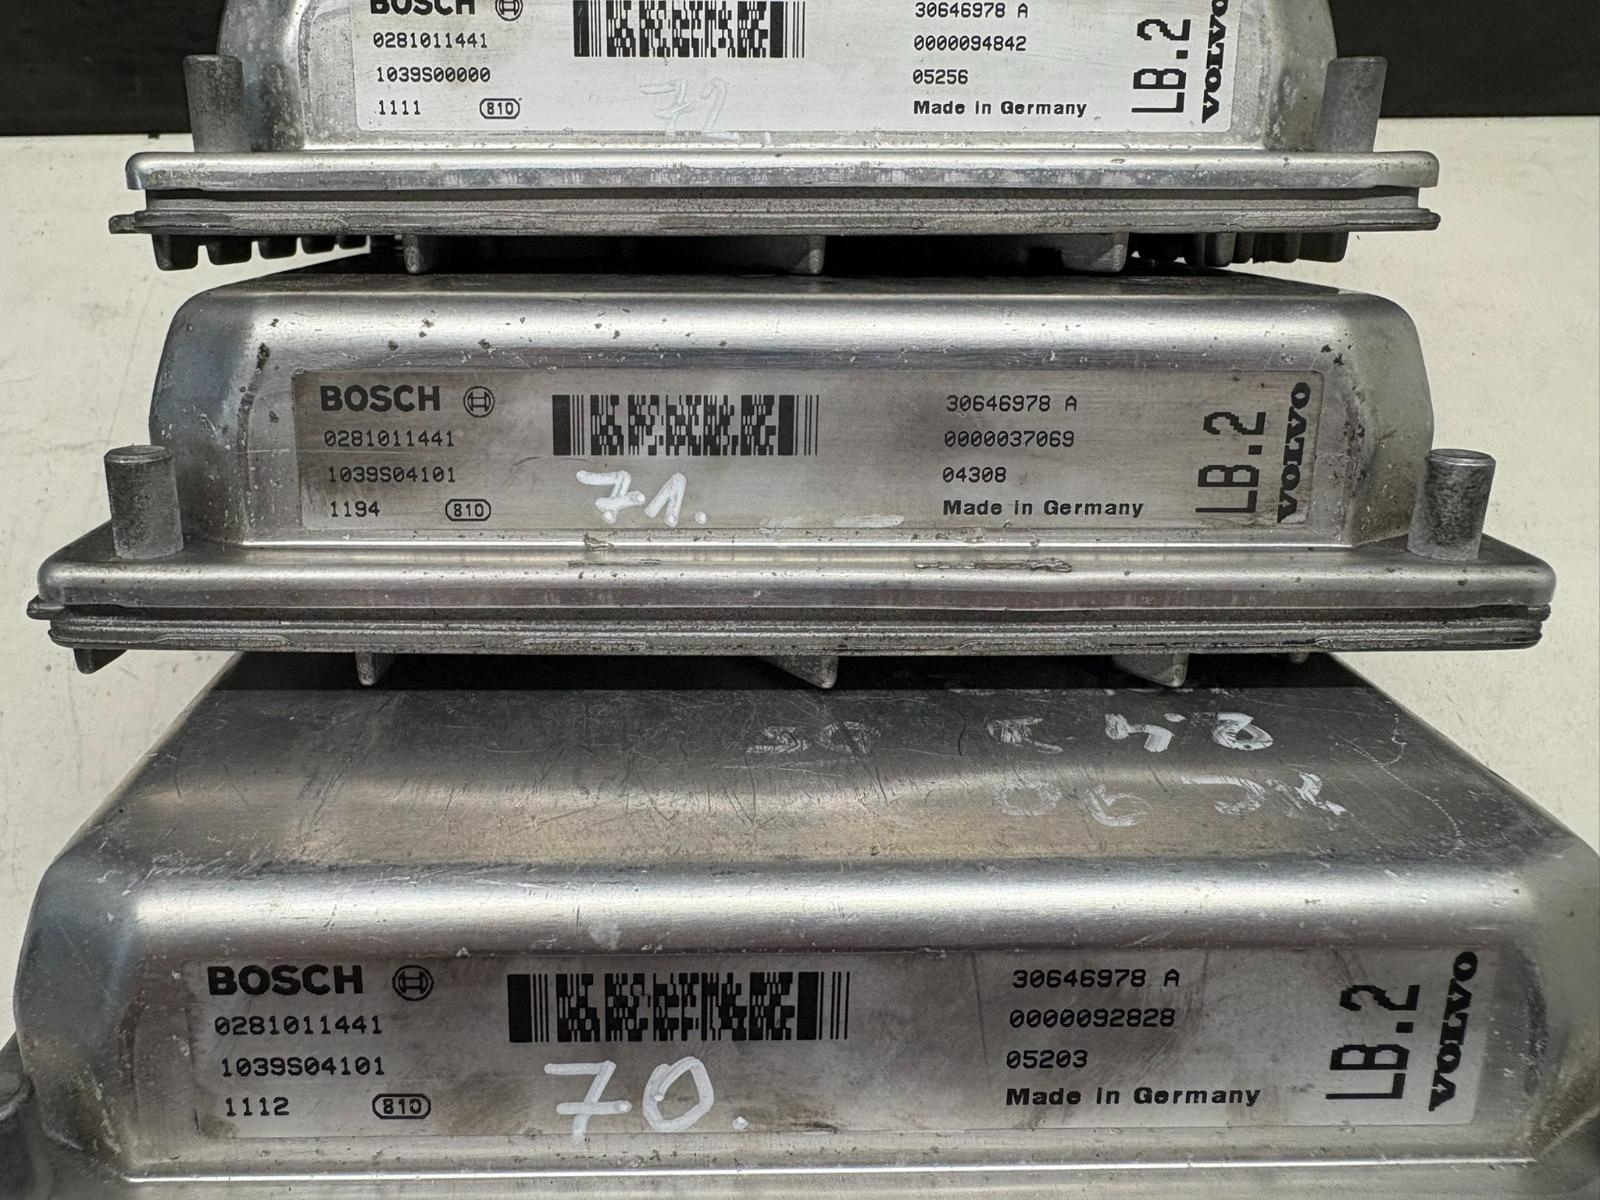 BOSCH
0281011441
1039S00000
1111 810
72.
30646978 A
0000094842
05256
Made in Germany
LB.2
VOLVO
BOSCH
0281011441
1039S04101
1194 810
71.
30646978 A
0000037069
04308
Made in Germany
LB.2
VOLVO
BOSCH
0281011441
1039S04101
1112 810
70.
30646978 A
0000092828
05203
Made in Germany
LB.2
VOLVO